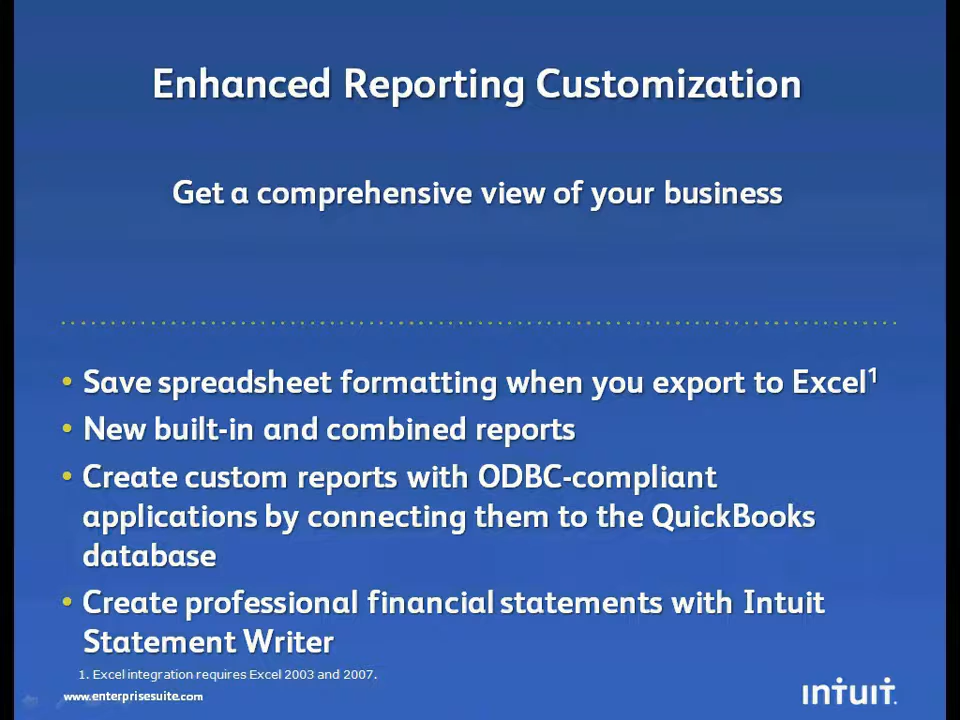 Enhanced Reporting Customization
Get a comprehensive view of your business
• Save spreadsheet formatting when you export to Excel¹
• New built-in and combined reports
• Create custom reports with ODBC-compliant
applications by connecting them to the QuickBooks
database
• Create professional financial statements with Intuit
Statement Writer
1. Excel integration requires Excel 2003 and 2007.
www.enterprisesuite.com
intuit.